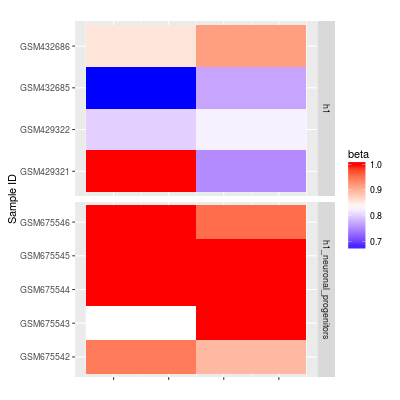 GSM432686
GSM432685
GSM429322
GSM429321
h1
GSM675546
GSM675545
GSM675544
GSM675543
GSM675542
h1_neuronal_progenitors
Sample ID
beta
1.0
0.9
0.8
0.7